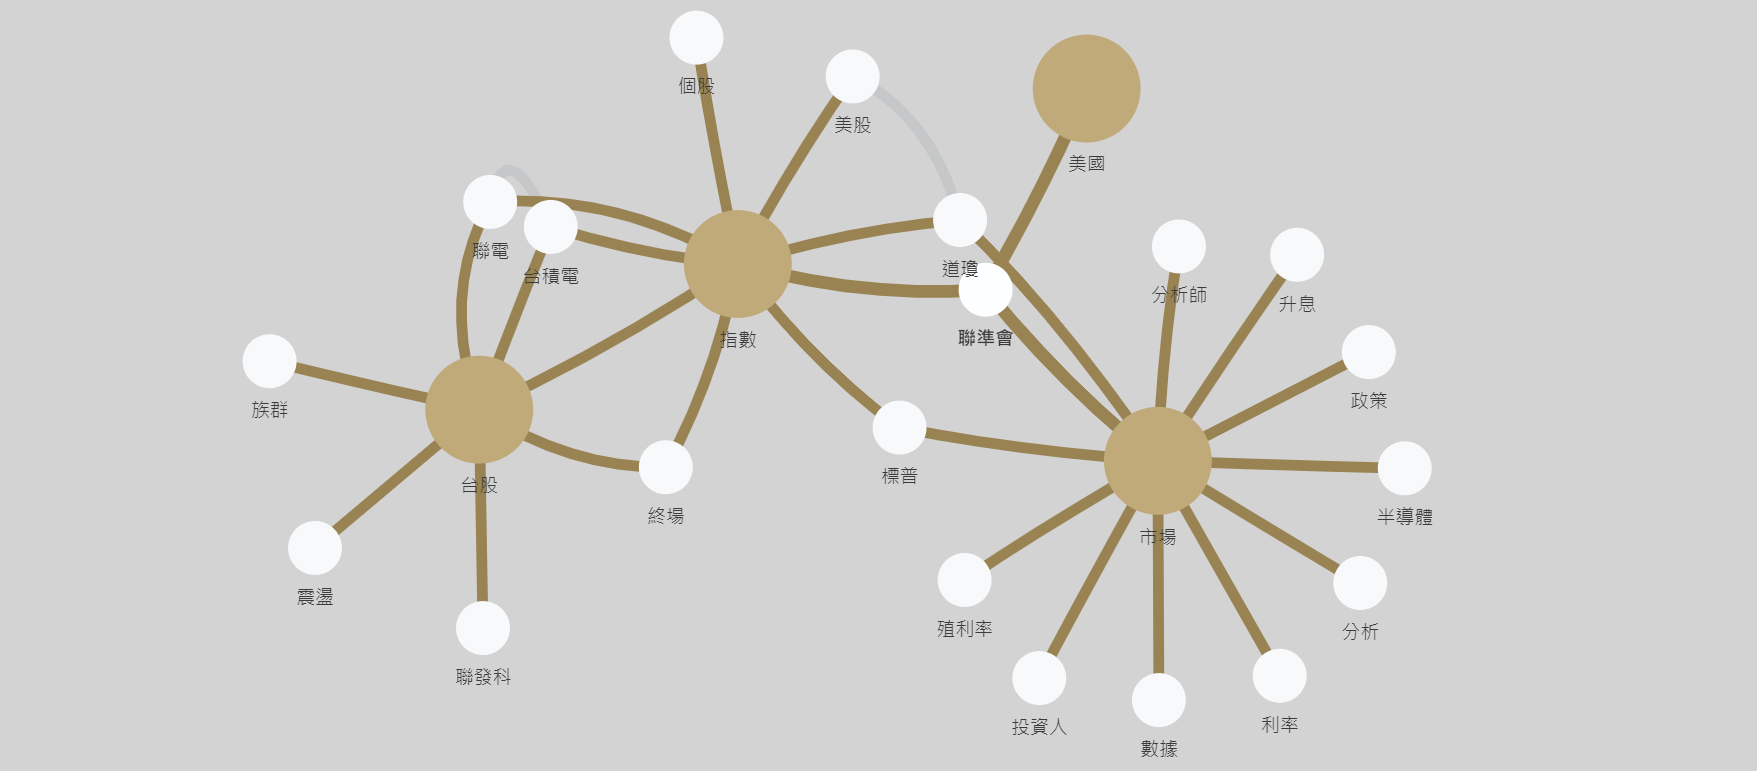 個股
美股
美國
聯電
台積電
道瓊
分析師
升息
指數
聯準會
族群
政策
台股
標普
終場
半導體
市場
震盪
殖利率
分析
聯發科
投資人
利率
數據